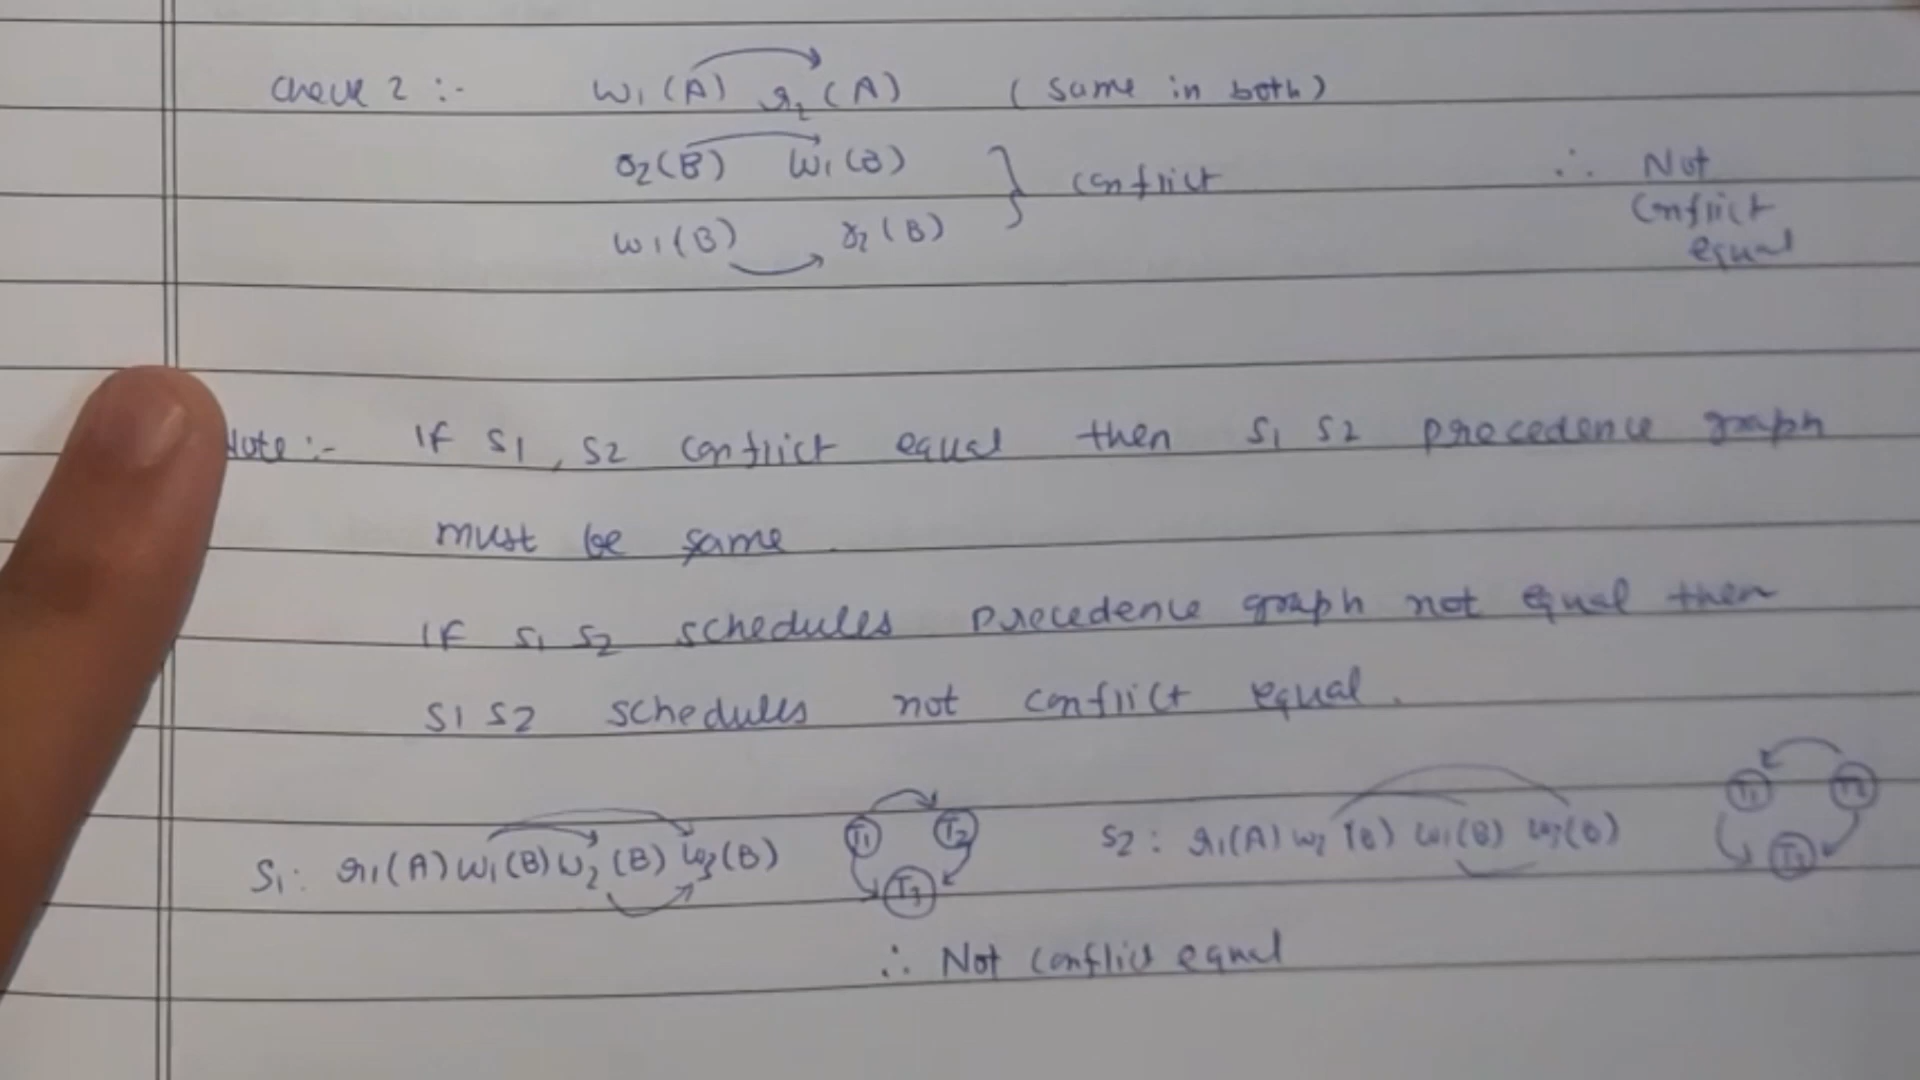 Check 2 :- w1(A) r2(A) (same in both)
r2(B) w1(B) } conflict ∴ Not
conflict
w1(B) r2(B) equal
Note :- If S1, S2 conflict equal then S1 S2 precedence graph
must be same.
If S1 S2 schedules precedence graph not equal then
S1 S2 schedules not conflict equal.
S1: r1(A) w1(B) w2(B) w3(B) T1 T2 T3 S2: r1(A) w2(B) w1(B) w3(B) T1 T2 T3
∴ Not conflict equal